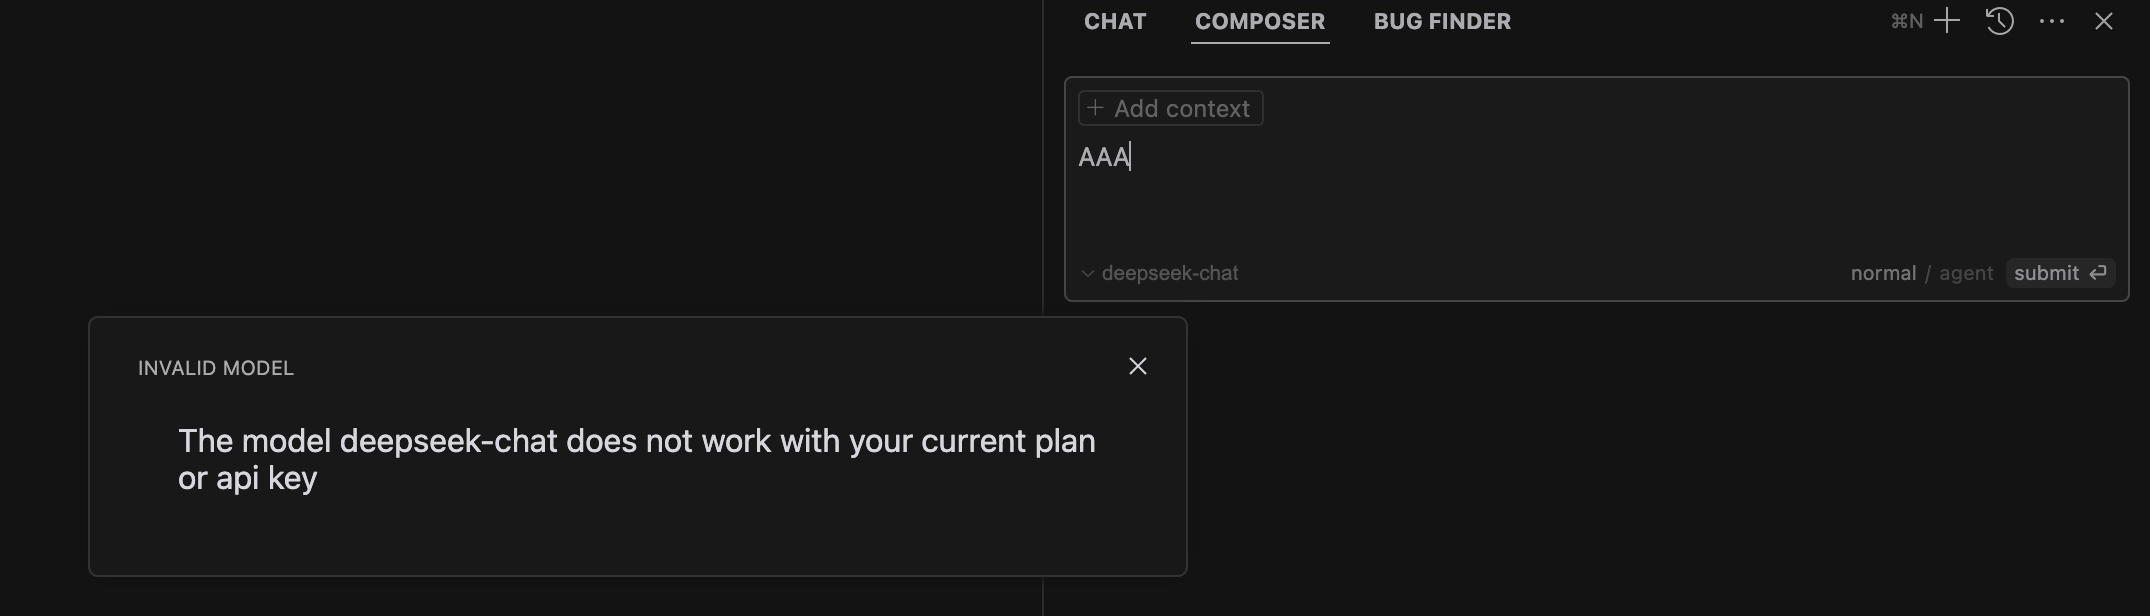 CHAT COMPOSER BUG FINDER ⌘N
+ Add context
AAA
deepseek-chat normal / agent submit
INVALID MODEL
The model deepseek-chat does not work with your current plan
or api key